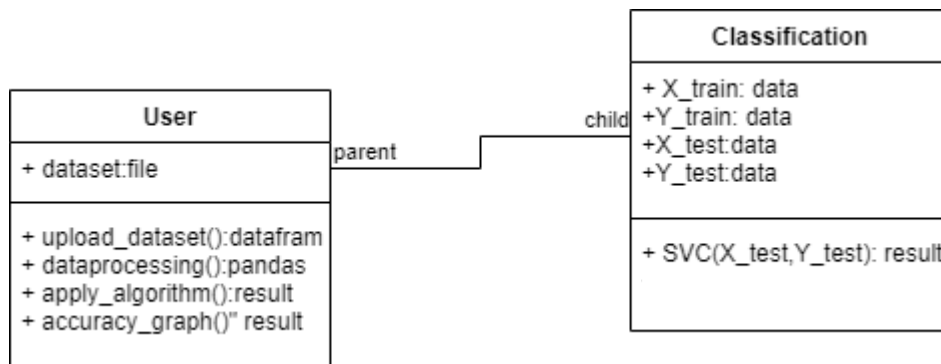 User
+ dataset:file
+ upload_dataset():datafram
+ dataprocessing():pandas
+ apply_algorithm():result
+ accuracy_graph()" result
parent
child
Classification
+ X_train: data
+Y_train: data
+X_test:data
+Y_test:data
+ SVC(X_test,Y_test): result